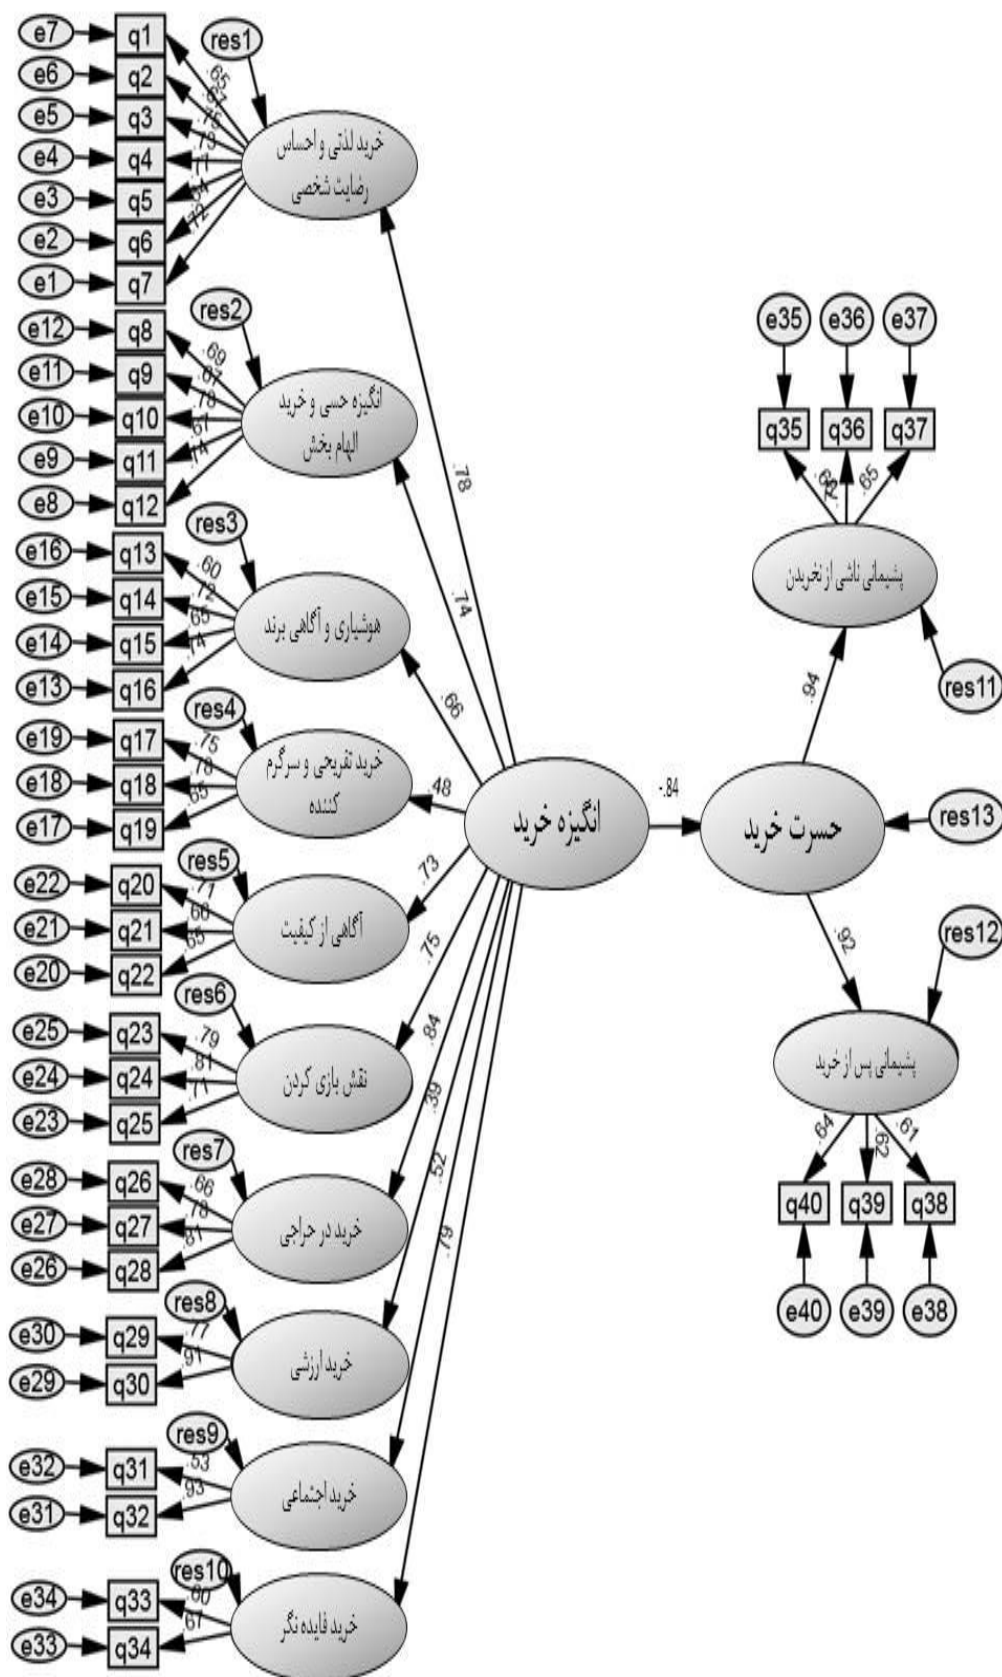 e7 q1 res1
e6 q2
e5 q3
e4 q4
e3 q5
e2 q6
e1 q7
.65
.75
.73
.77
.72
خرید لذتی و احساس
رضایت شخصی
e12 q8 res2
e11 q9
e10 q10
e9 q11
e8 q12
.69
.67
.78
.67
.74
انگیزه حسی و خرید
الهام بخش
e16 q13 res3
e15 q14
e14 q15
e13 q16
.60
.72
.65
.74
هوشیاری و آگاهی برند
e19 q17 res4
e18 q18
e17 q19
.75
.78
.65
خرید تفریحی و سرگرم
کننده
e22 q20 res5
e21 q21
e20 q22
.71
.66
.65
آگاهی از کیفیت
e25 q23 res6
e24 q24
e23 q25
.79
.81
.71
نقش بازی کردن
e28 q26 res7
e27 q27
e26 q28
.66
.78
.81
خرید در حراجی
e30 q29 res8
e29 q30
.77
.91
خرید ارزشی
e32 q31 res9
e31 q32
.53
.93
خرید اجتماعی
e34 q33 res10
e33 q34
.60
.67
خرید فایده نگر
.78
.74
.66
.48
.73
.75
.84
.39
.52
.79
انگیزه خرید
-.84
حسرت خرید
res13
e35 e36 e37
q35 q36 q37
.65
پشیمانی ناشی از نخریدن
res11
.94
.92
res12
پشیمانی پس از خرید
.64 .62 .61
q40 q39 q38
e40 e39 e38